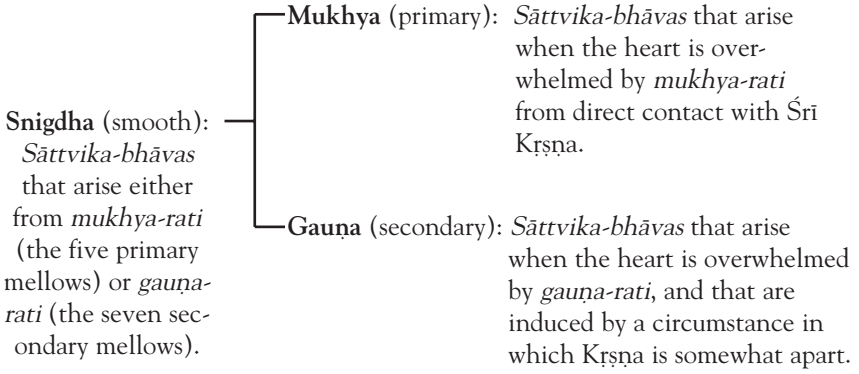 Snigdha (smooth):
Sāttvika-bhāvas
that arise either
from mukhya-rati
(the five primary
mellows) or gauṇa-
rati (the seven sec-
ondary mellows).
Mukhya (primary): Sāttvika-bhāvas that arise
when the heart is over-
whelmed by mukhya-rati
from direct contact with Śrī
Kṛṣṇa.
Gauṇa (secondary): Sāttvika-bhāvas that arise
when the heart is overwhelmed
by gauṇa-rati, and that are
induced by a circumstance in
which Kṛṣṇa is somewhat apart.